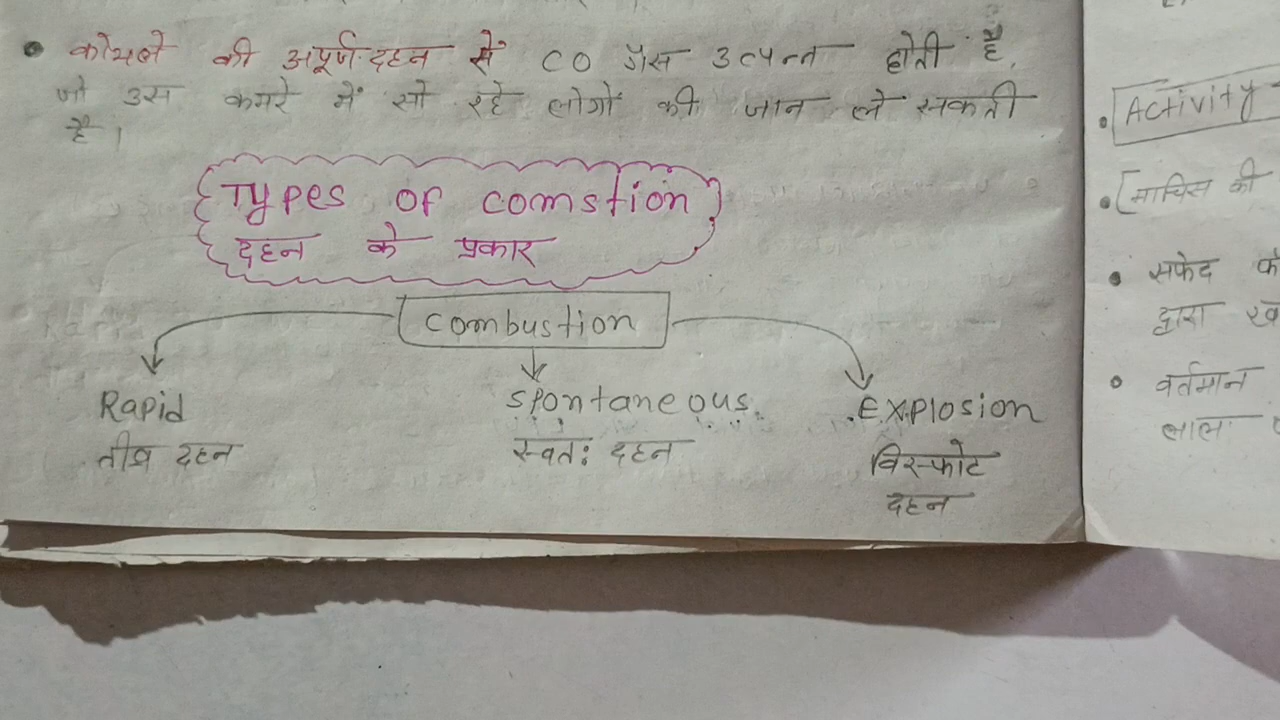 • कोयले की अपूर्ण दहन से CO गैस उत्पन्न होती है,
जो उस कमरे में सो रहे लोगों की जान ले सकती
है।
Types of comstion
दहन के प्रकार
Combustion
Rapid
तीव्र दहन
Spontaneous
स्वतः दहन
Explosion
विस्फोट
दहन
• Activity
• [माचिस की
• सफेद
द्वारा
• वर्तमान
लाल